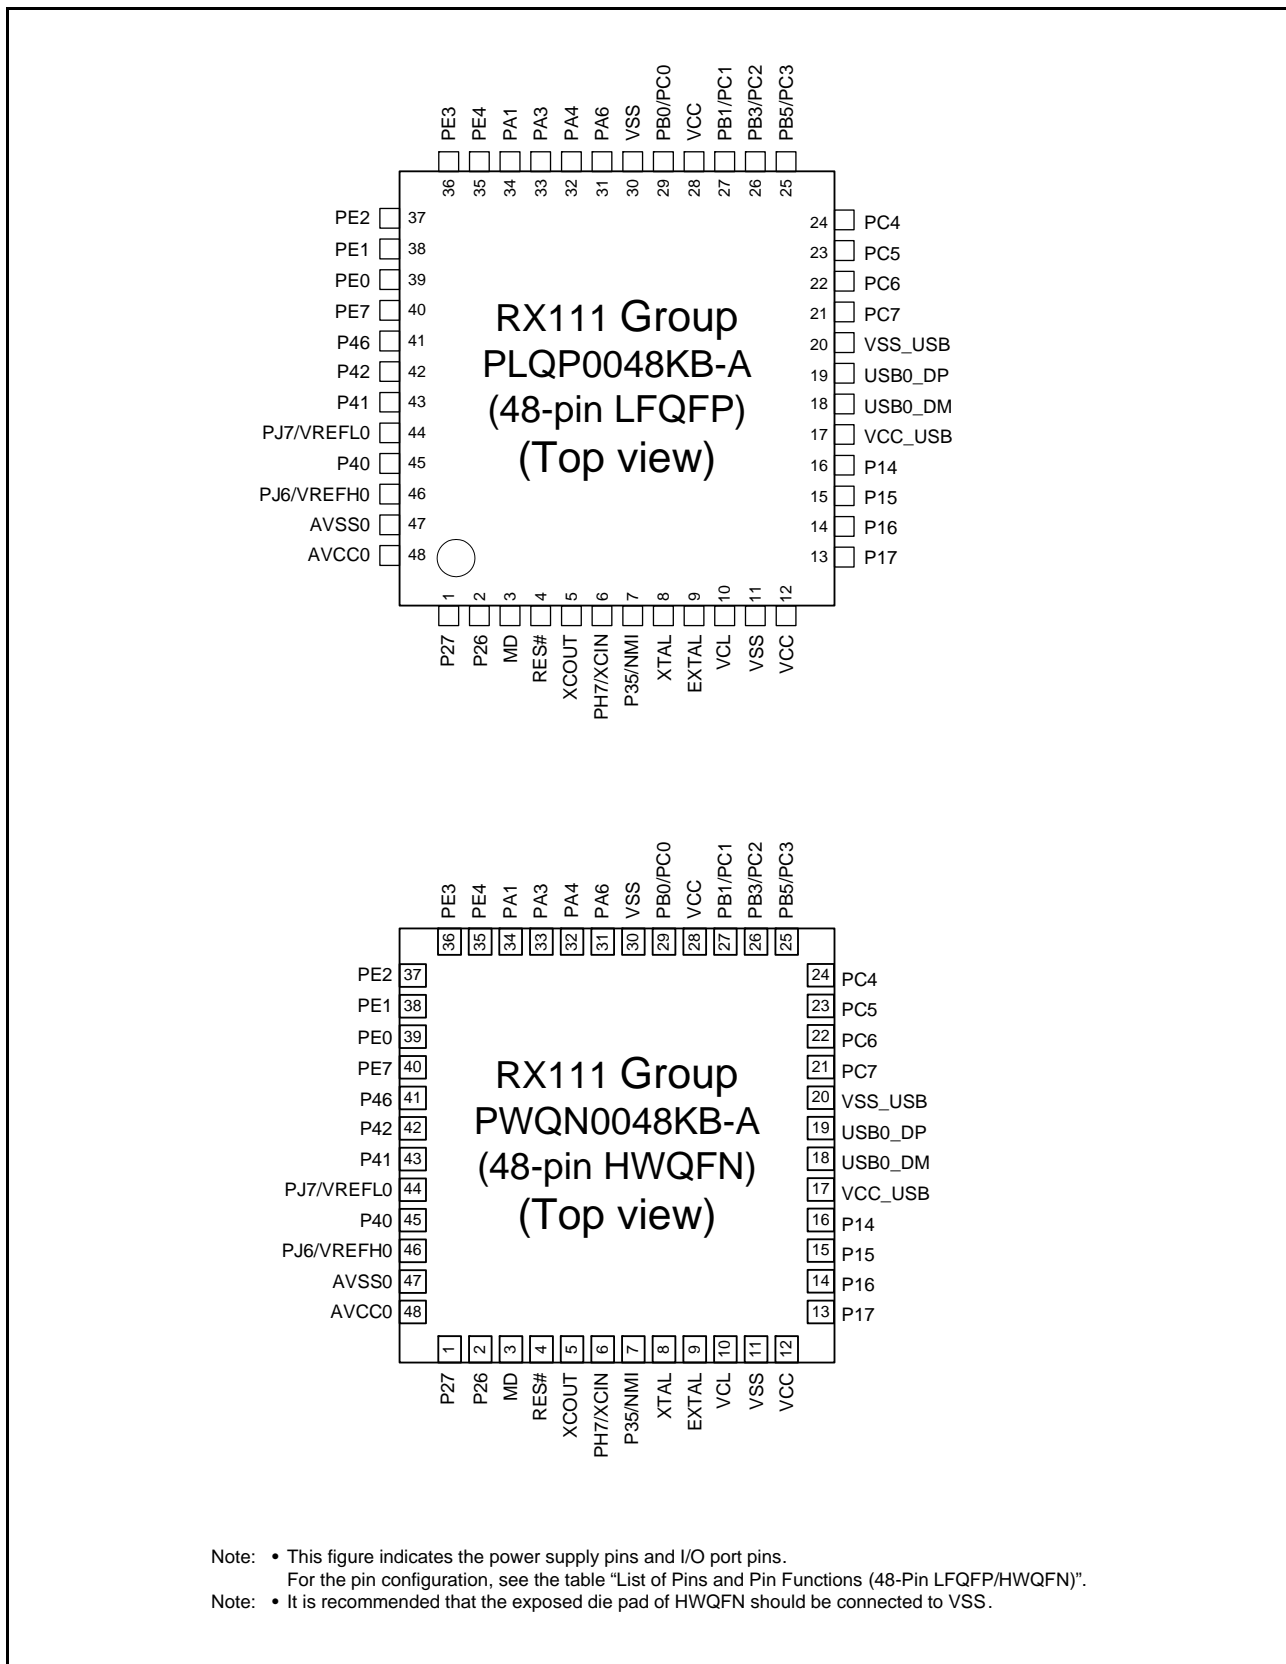 PE3
PE4
PA1
PA3
PA4
PA6
VSS
PB0/PC0
VCC
PB1/PC1
PB3/PC2
PB5/PC3
36
35
34
33
32
31
30
29
28
27
26
25
PE2 37
PE1 38
PE0 39
PE7 40
P46 41
P42 42
P41 43
PJ7/VREFL0 44
P40 45
PJ6/VREFH0 46
AVSS0 47
AVCC0 48
RX111 Group
PLQP0048KB-A
(48-pin LFQFP)
(Top view)
24 PC4
23 PC5
22 PC6
21 PC7
20 VSS_USB
19 USB0_DP
18 USB0_DM
17 VCC_USB
16 P14
15 P15
14 P16
13 P17
1
2
3
4
5
6
7
8
9
10
11
12
P27
P26
MD
RES#
XCOUT
PH7/XCIN
P35/NMI
XTAL
EXTAL
VCL
VSS
VCC
PE3
PE4
PA1
PA3
PA4
PA6
VSS
PB0/PC0
VCC
PB1/PC1
PB3/PC2
PB5/PC3
36
35
34
33
32
31
30
29
28
27
26
25
PE2 37
PE1 38
PE0 39
PE7 40
P46 41
P42 42
P41 43
PJ7/VREFL0 44
P40 45
PJ6/VREFH0 46
AVSS0 47
AVCC0 48
RX111 Group
PWQN0048KB-A
(48-pin HWQFN)
(Top view)
24 PC4
23 PC5
22 PC6
21 PC7
20 VSS_USB
19 USB0_DP
18 USB0_DM
17 VCC_USB
16 P14
15 P15
14 P16
13 P17
1
2
3
4
5
6
7
8
9
10
11
12
P27
P26
MD
RES#
XCOUT
PH7/XCIN
P35/NMI
XTAL
EXTAL
VCL
VSS
VCC
Note: • This figure indicates the power supply pins and I/O port pins.
For the pin configuration, see the table “List of Pins and Pin Functions (48-Pin LFQFP/HWQFN)”.
Note: • It is recommended that the exposed die pad of HWQFN should be connected to VSS.